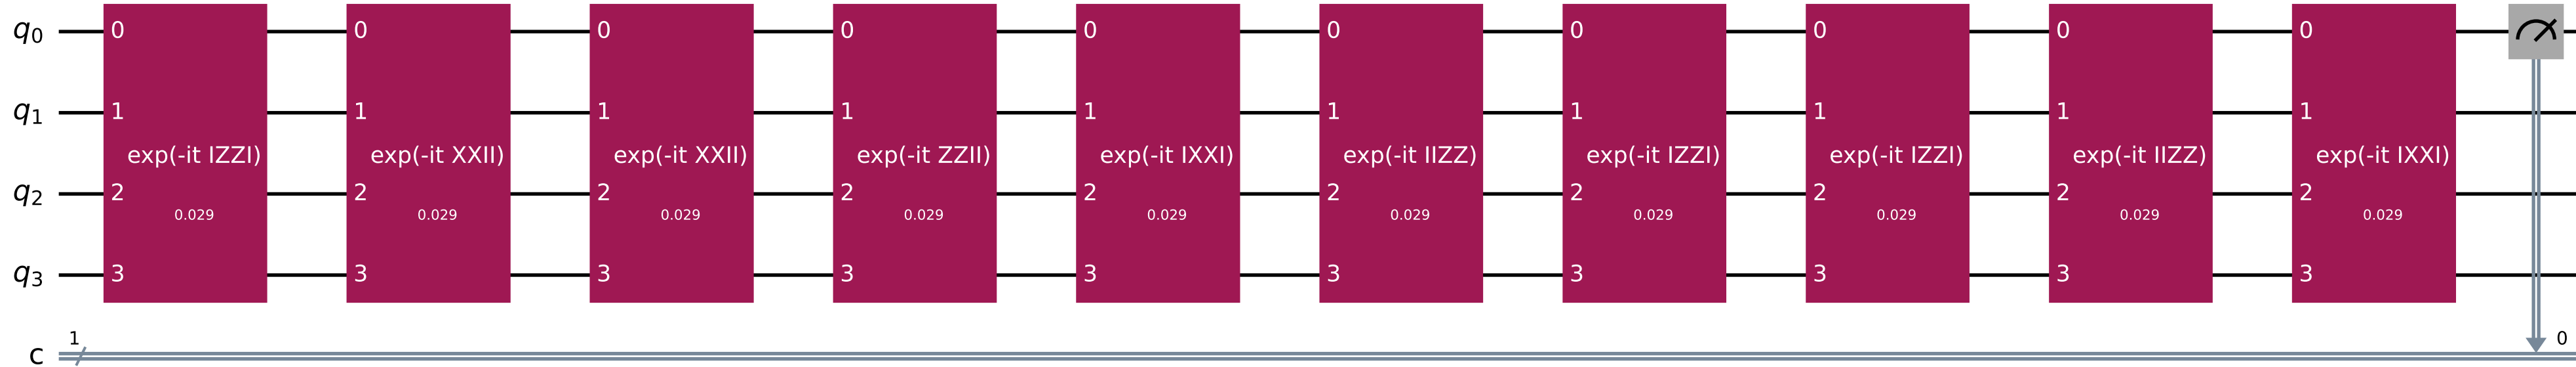 q0 0 0 0 0 0 0 0 0 0 0
q1 1 1 1 1 1 1 1 1 1 1
exp(-it IZZI) exp(-it XXII) exp(-it XXII) exp(-it ZZII) exp(-it IXXI) exp(-it IIZZ) exp(-it IZZI) exp(-it IZZI) exp(-it IIZZ) exp(-it IXXI)
q2 2 2 2 2 2 2 2 2 2 2
0.029 0.029 0.029 0.029 0.029 0.029 0.029 0.029 0.029 0.029
q3 3 3 3 3 3 3 3 3 3 3
1 0
c